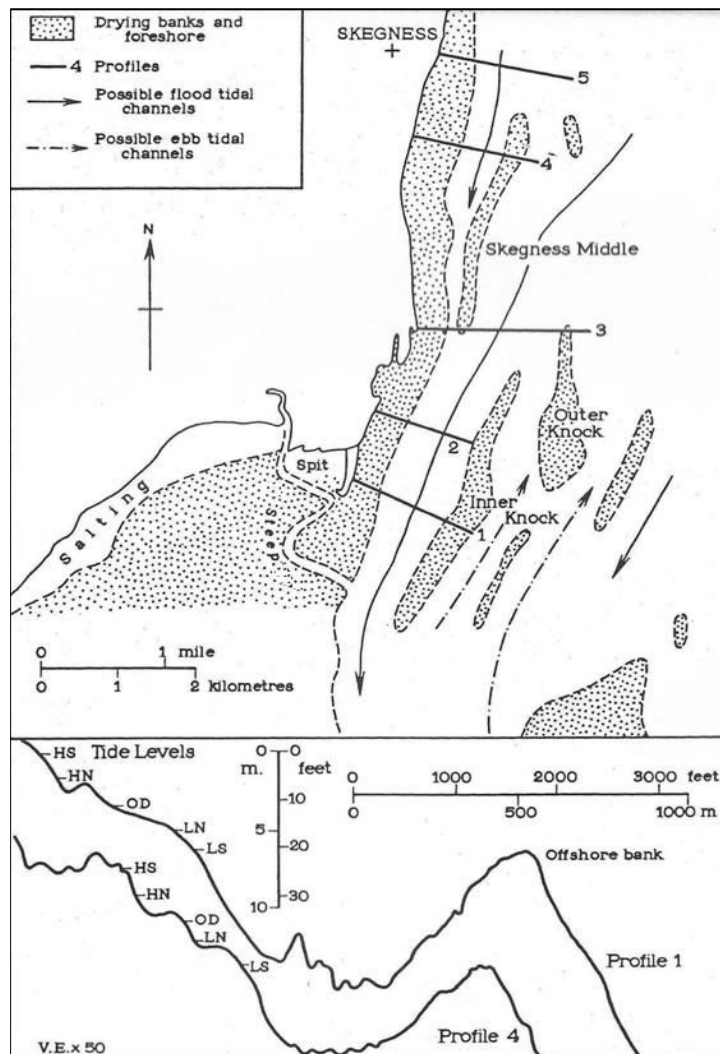 Drying banks and
foreshore
4 Profiles
Possible flood tidal
channels
Possible ebb tidal
channels
SKEGNESS
5
4
N
Skegness Middle
3
Outer
Knock
2
Spit
Inner
Knock
1
Salting
Steep
0 1 mile
0 1 2
kilometres
HS Tide Levels
0 0
m. feet
0 1000 2000 3000 feet
0 500 1000 m
HN
10
OD
LN
5
20
LS
Offshore bank
HS
30
HN
10
OD
LN
LS
Profile 1
Profile 4
V.E.x 50